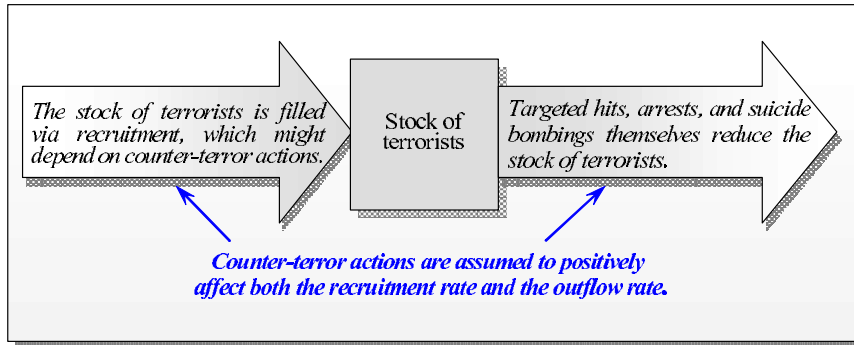 The stock of terrorists is filled
via recruitment, which might
depend on counter-terror actions.
Stock of
terrorists
Targeted hits, arrests, and suicide
bombings themselves reduce the
stock of terrorists.
Counter-terror actions are assumed to positively
affect both the recruitment rate and the outflow rate.